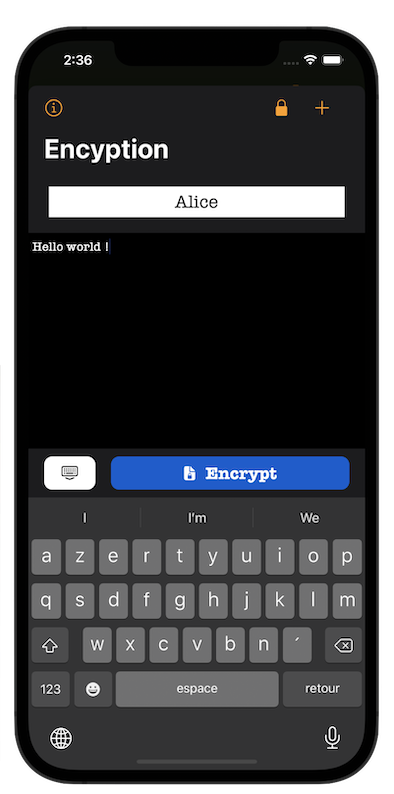 2:36
Encyption
Alice
Hello world !
Encrypt
I I'm We
a z e r t y u i o p
q s d f g h j k l m
w x c v b n ´
123 espace retour